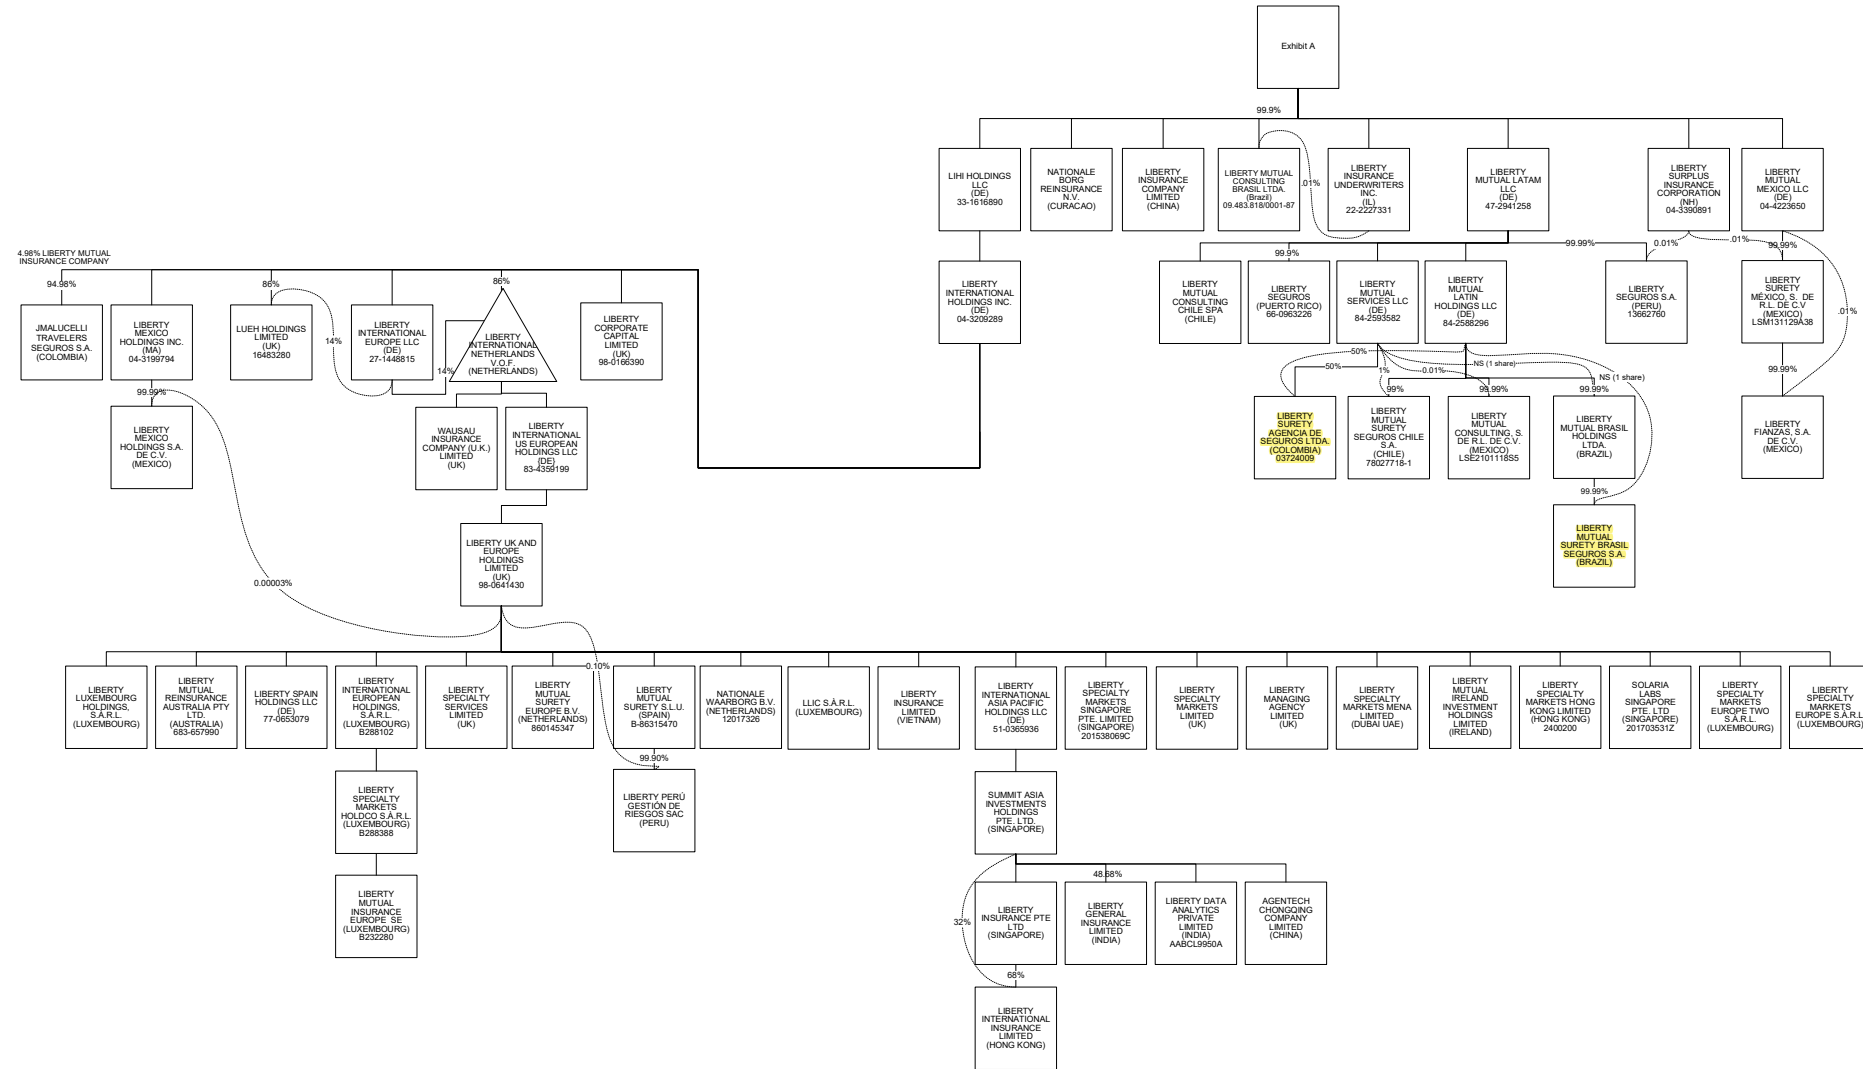 Exhibit A
99.9%
LIHI HOLDINGS
LLC
(DE)
33-1616890
NATIONALE
BORG
REINSURANCE
N.V.
(CURACAO)
LIBERTY
INSURANCE
COMPANY
LIMITED
(CHINA)
LIBERTY MUTUAL
CONSULTING
BRASIL LTDA.
(Brazil)
09.483.818/0001-87
.01%
LIBERTY
INSURANCE
UNDERWRITERS
INC.
(IL)
22-2227331
LIBERTY
MUTUAL LATAM
LLC
(DE)
47-2941258
LIBERTY
SURPLUS
INSURANCE
CORPORATION
(NH)
04-3390891
LIBERTY
MUTUAL
MEXICO LLC
(DE)
04-4223650
99.9%
99.99%
0.01%
.01%
99.99%
.01%
LIBERTY
INTERNATIONAL
HOLDINGS INC.
(DE)
04-3209289
LIBERTY
MUTUAL
CONSULTING
CHILE SPA
(CHILE)
LIBERTY
SEGUROS
(PUERTO RICO)
66-0963226
LIBERTY
MUTUAL
SERVICES LLC
(DE)
84-2593582
LIBERTY
MUTUAL
LATIN
HOLDINGS LLC
(DE)
84-2588296
LIBERTY
SEGUROS S.A.
(PERU)
13662760
LIBERTY
SURETY
MÉXICO, S. DE
R.L. DE C.V
(MEXICO)
LSM131129A38
4.98% LIBERTY MUTUAL
INSURANCE COMPANY
94.98%
86%
86%
JMALUCELLI
TRAVELERS
SEGUROS S.A.
(COLOMBIA)
LIBERTY
MEXICO
HOLDINGS INC.
(MA)
04-3199794
LUEH HOLDINGS
LIMITED
(UK)
16483280
14%
LIBERTY
INTERNATIONAL
EUROPE LLC
(DE)
27-1448815
14%
LIBERTY
INTERNATIONAL
NETHERLANDS
V.O.F.
(NETHERLANDS)
LIBERTY
CORPORATE
CAPITAL
LIMITED
(UK)
98-0166390
50%
50%
1%
0.01%
NS (1 share)
NS (1 share)
99%
99.99%
99.99%
99.99%
99.99%
LIBERTY
MEXICO
HOLDINGS S.A.
DE C.V.
(MEXICO)
WAUSAU
INSURANCE
COMPANY (U.K.)
LIMITED
(UK)
LIBERTY
INTERNATIONAL
US EUROPEAN
HOLDINGS LLC
(DE)
83-4359199
LIBERTY
SURETY
AGENCIA DE
SEGUROS LTDA.
(COLOMBIA)
03724009
LIBERTY
MUTUAL
SURETY
SEGUROS CHILE
S.A.
(CHILE)
78027718-1
LIBERTY
MUTUAL
CONSULTING, S.
DE R.L. DE C.V.
(MEXICO)
LSE2101118S5
LIBERTY
MUTUAL BRASIL
HOLDINGS
LTDA.
(BRAZIL)
LIBERTY
FIANZAS, S.A.
DE C.V.
(MEXICO)
99.99%
LIBERTY
MUTUAL
SURETY BRASIL
SEGUROS S.A.
(BRAZIL)
LIBERTY UK AND
EUROPE
HOLDINGS
LIMITED
(UK)
98-0641430
0.00003%
0.10%
LIBERTY
LUXEMBOURG
HOLDINGS,
S.À.R.L.
(LUXEMBOURG)
LIBERTY
MUTUAL
REINSURANCE
AUSTRALIA PTY
LTD.
(AUSTRALIA)
683-657990
LIBERTY SPAIN
HOLDINGS LLC
(DE)
77-0653079
LIBERTY
INTERNATIONAL
EUROPEAN
HOLDINGS,
S.À.R.L.
(LUXEMBOURG)
B288102
LIBERTY
SPECIALTY
SERVICES
LIMITED
(UK)
LIBERTY
MUTUAL
SURETY
EUROPE B.V.
(NETHERLANDS)
860145347
LIBERTY
MUTUAL
SURETY S.L.U.
(SPAIN)
B-86315470
NATIONALE
WAARBORG B.V.
(NETHERLANDS)
12017326
LLIC S.À.R.L.
(LUXEMBOURG)
LIBERTY
INSURANCE
LIMITED
(VIETNAM)
LIBERTY
INTERNATIONAL
ASIA PACIFIC
HOLDINGS LLC
(DE)
51-0365936
LIBERTY
SPECIALTY
MARKETS
SINGAPORE
PTE. LIMITED
(SINGAPORE)
201538069C
LIBERTY
SPECIALTY
MARKETS
LIMITED
(UK)
LIBERTY
MANAGING
AGENCY
LIMITED
(UK)
LIBERTY
SPECIALTY
MARKETS MENA
LIMITED
(DUBAI UAE)
LIBERTY
MUTUAL
IRELAND
INVESTMENT
HOLDINGS
LIMITED
(IRELAND)
LIBERTY
SPECIALTY
MARKETS HONG
KONG LIMITED
(HONG KONG)
2400200
SOLARIA
LABS
SINGAPORE
PTE. LTD
(SINGAPORE)
201703531Z
LIBERTY
SPECIALTY
MARKETS
EUROPE TWO
S.À.R.L.
(LUXEMBOURG)
LIBERTY
SPECIALTY
MARKETS
EUROPE S.À.R.L
(LUXEMBOURG)
99.90%
LIBERTY
SPECIALTY
MARKETS
HOLDCO S.À.R.L.
(LUXEMBOURG)
B288388
LIBERTY PERÚ
GESTIÓN DE
RIESGOS SAC
(PERU)
SUMMIT ASIA
INVESTMENTS
HOLDINGS
PTE. LTD.
(SINGAPORE)
48.68%
LIBERTY
MUTUAL
INSURANCE
EUROPE SE
(LUXEMBOURG)
B232280
32%
LIBERTY
INSURANCE PTE
LTD
(SINGAPORE)
LIBERTY
GENERAL
INSURANCE
LIMITED
(INDIA)
LIBERTY DATA
ANALYTICS
PRIVATE
LIMITED
(INDIA)
AABCL9950A
AGENTECH
CHONGQING
COMPANY
LIMITED
(CHINA)
68%
LIBERTY
INTERNATIONAL
INSURANCE
LIMITED
(HONG KONG)